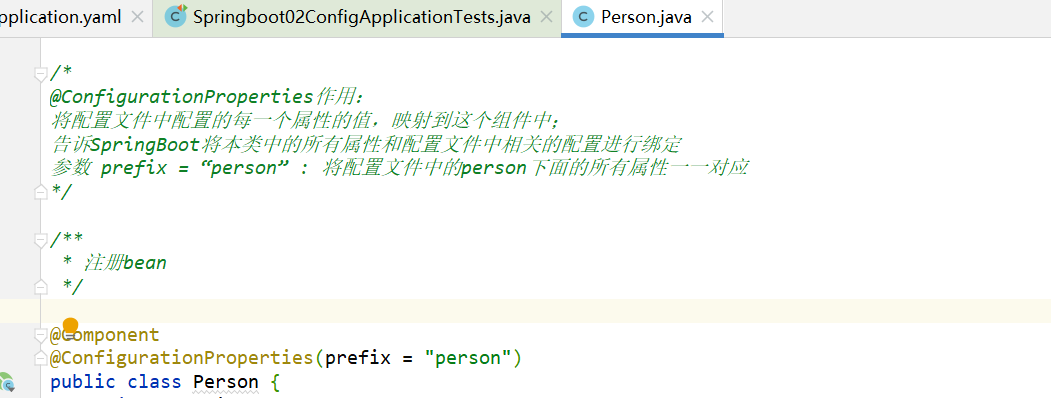 pplication.yaml Springboot02ConfigApplicationTests.java Person.java
/*
@ConfigurationProperties作用:
将配置文件中配置的每一个属性的值，映射到这个组件中；
告诉SpringBoot将本类中的所有属性和配置文件中相关的配置进行绑定
参数 prefix = “person” : 将配置文件中的person下面的所有属性一一对应
*/
/**
* 注册bean
*/
@Component
@ConfigurationProperties(prefix = "person")
public class Person {